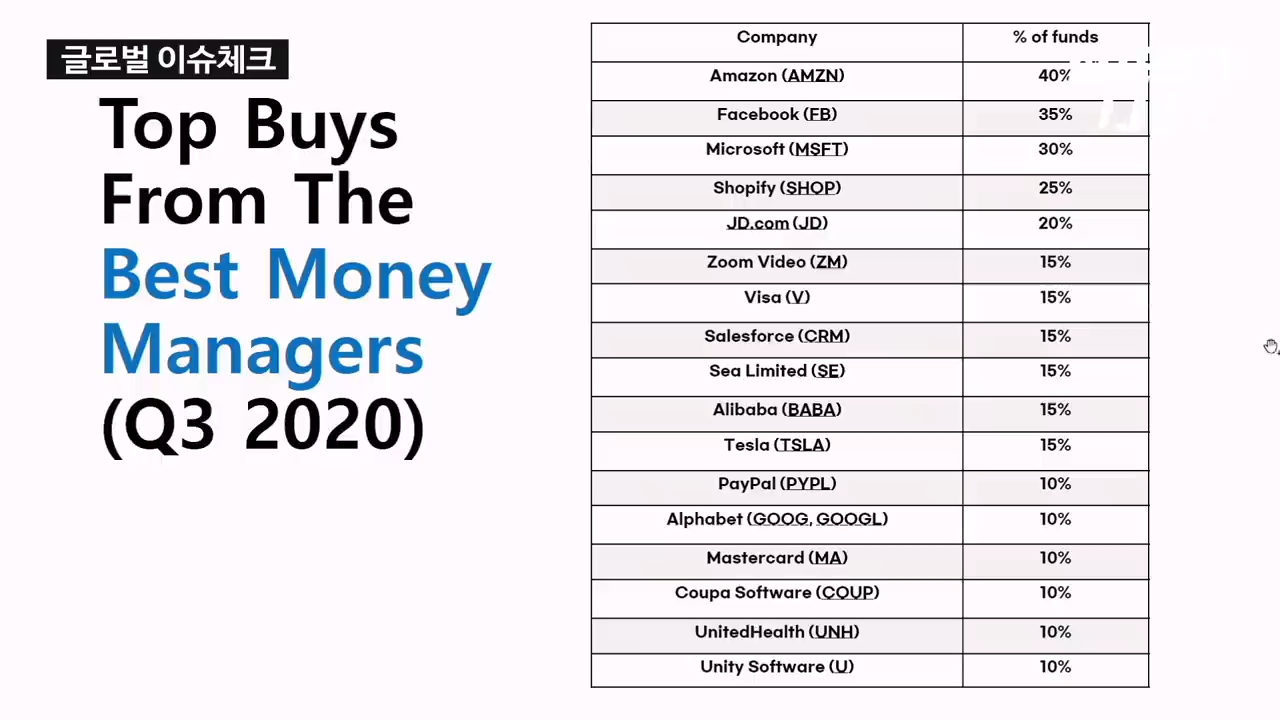 글로벌 이슈체크
Top Buys
From The
Best Money
Managers
(Q3 2020)
Company % of funds
Amazon (AMZN) 40%
Facebook (FB) 35%
Microsoft (MSFT) 30%
Shopify (SHOP) 25%
JD.com (JD) 20%
Zoom Video (ZM) 15%
Visa (V) 15%
Salesforce (CRM) 15%
Sea Limited (SE) 15%
Alibaba (BABA) 15%
Tesla (TSLA) 15%
PayPal (PYPL) 10%
Alphabet (GOOG, GOOGL) 10%
Mastercard (MA) 10%
Coupa Software (COUP) 10%
UnitedHealth (UNH) 10%
Unity Software (U) 10%